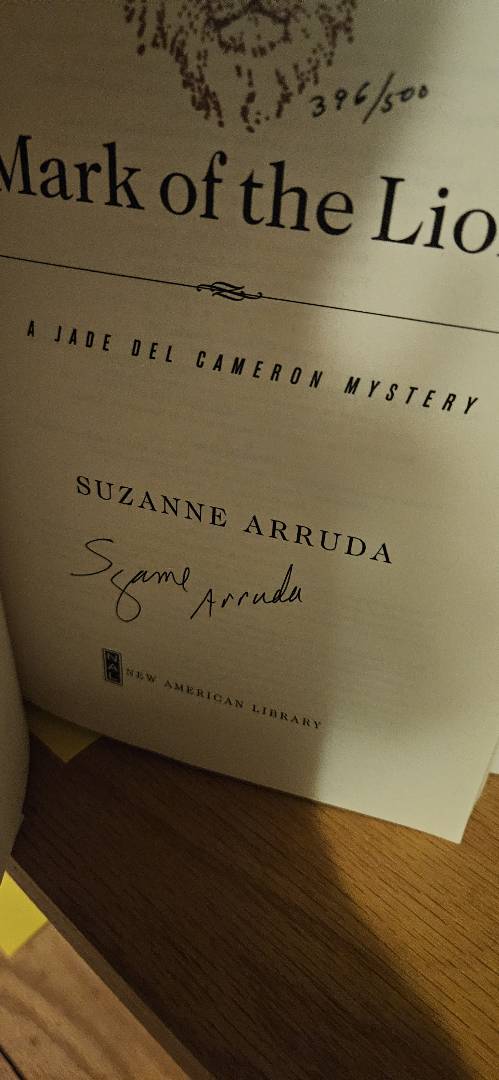 396/500
Mark of the Lio
A JADE DEL CAMERON MYSTERY
SUZANNE ARRUDA
Suzanne Arruda
NAL NEW AMERICAN LIBRARY